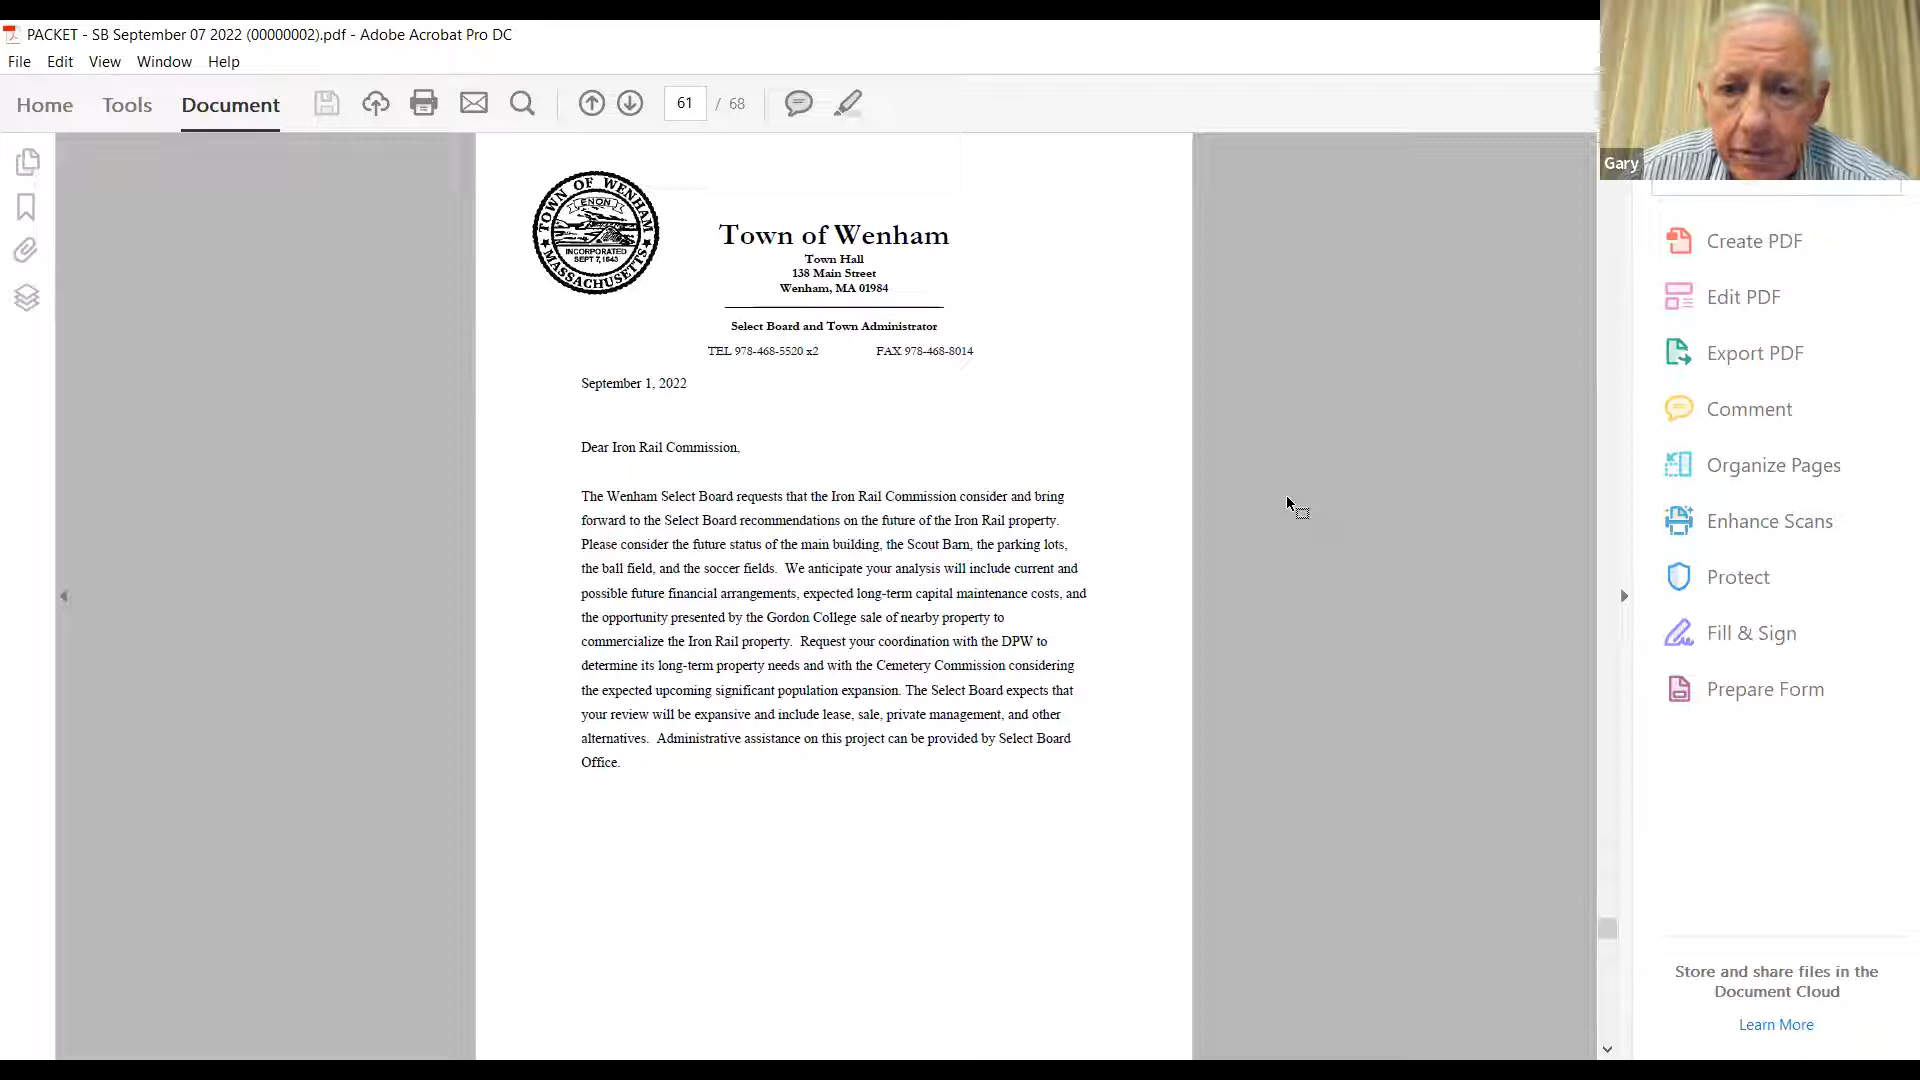 PACKET - SB September 07 2022 (00000002).pdf - Adobe Acrobat Pro DC
File Edit View Window Help
Home Tools Document 61 / 68
Gary
TOWN OF WENHAM
ENON
INCORPORATED
SEPT 7, 1643
MASSACHUSETTS
Town of Wenham
Town Hall
138 Main Street
Wenham, MA 01984
Select Board and Town Administrator
TEL 978-468-5520 x2 FAX 978-468-8014
September 1, 2022
Dear Iron Rail Commission,
The Wenham Select Board requests that the Iron Rail Commission consider and bring
forward to the Select Board recommendations on the future of the Iron Rail property.
Please consider the future status of the main building, the Scout Barn, the parking lots,
the ball field, and the soccer fields.  We anticipate your analysis will include current and
possible future financial arrangements, expected long-term capital maintenance costs, and
the opportunity presented by the Gordon College sale of nearby property to
commercialize the Iron Rail property.  Request your coordination with the DPW to
determine its long-term property needs and with the Cemetery Commission considering
the expected upcoming significant population expansion. The Select Board expects that
your review will be expansive and include lease, sale, private management, and other
alternatives.  Administrative assistance on this project can be provided by Select Board
Office.
Create PDF
Edit PDF
Export PDF
Comment
Organize Pages
Enhance Scans
Protect
Fill & Sign
Prepare Form
Store and share files in the
Document Cloud
Learn More